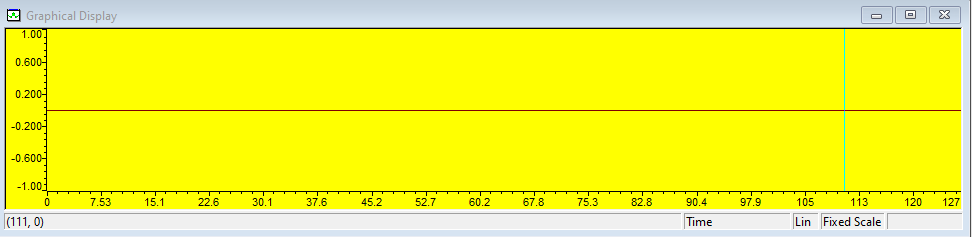 Graphical Display
1.00
0.600
0.200
-0.200
-0.600
-1.00
0 7.53 15.1 22.6 30.1 37.6 45.2 52.7 60.2 67.8 75.3 82.8 90.4 97.9 105 113 120 127
(111, 0) Time Lin Fixed Scale